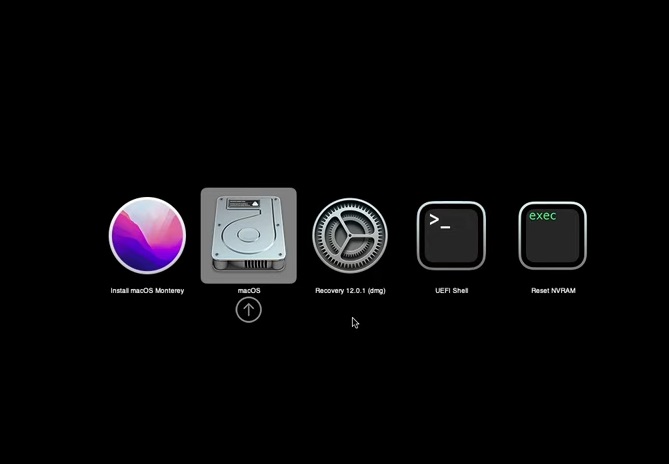 >_
exec
Install macOS Monterey
macOS
Recovery 12.0.1 (dmg)
UEFI Shell
Reset NVRAM